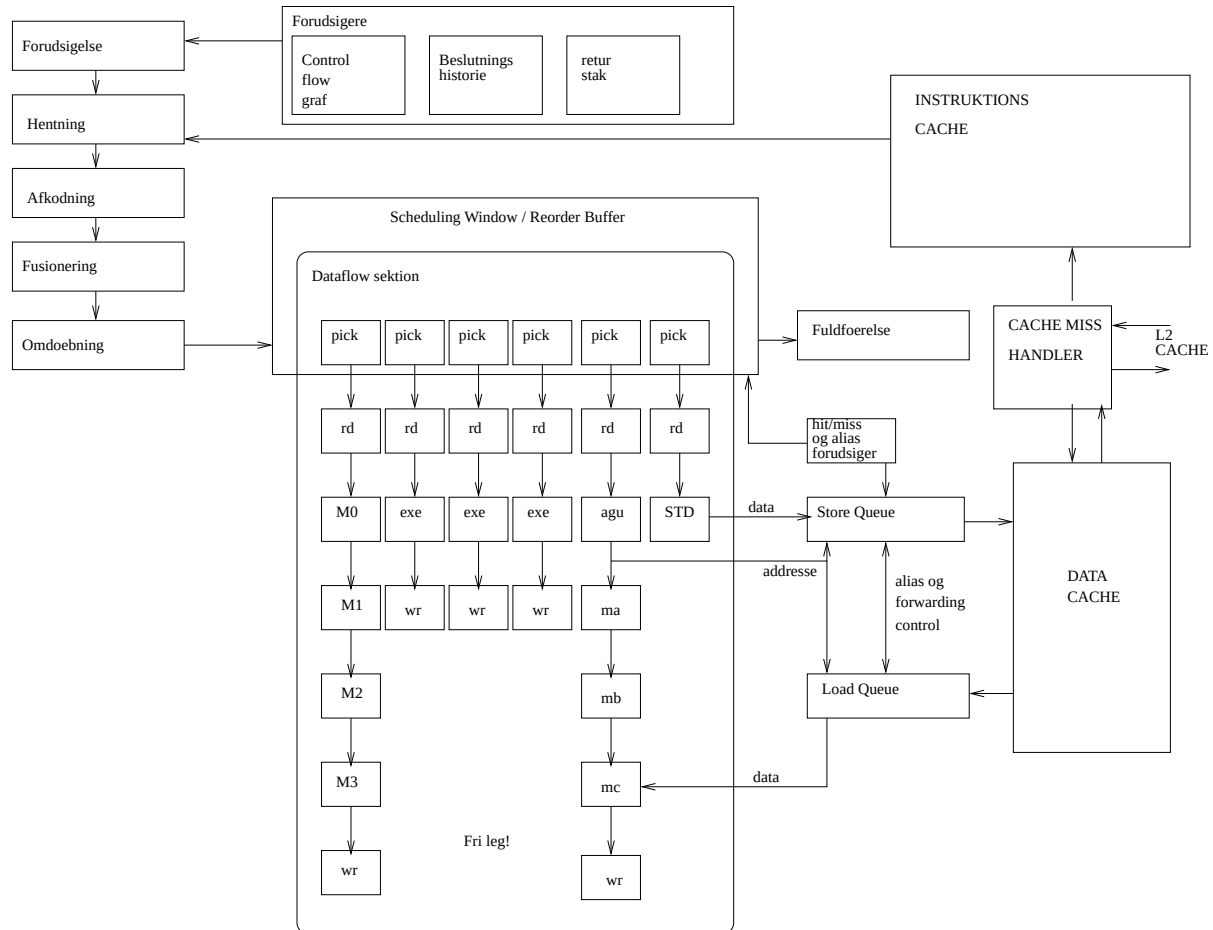 Forudsigere
Forudsigelse
Control
flow
graf
Beslutnings
historie
retur
stak
INSTRUKTIONS
CACHE
Hentning
Afkodning
Scheduling Window / Reorder Buffer
Fusionering
Dataflow sektion
Omdoebning
pick
pick
pick
pick
pick
pick
Fuldfoerelse
CACHE MISS
HANDLER
L2
CACHE
rd
rd
rd
rd
rd
rd
hit/miss
og alias
forudsiger
M0
exe
exe
exe
agu
STD
data
Store Queue
addresse
alias og
forwarding
control
DATA
CACHE
M1
wr
wr
wr
ma
M2
mb
Load Queue
M3
mc
data
Fri leg!
wr
wr